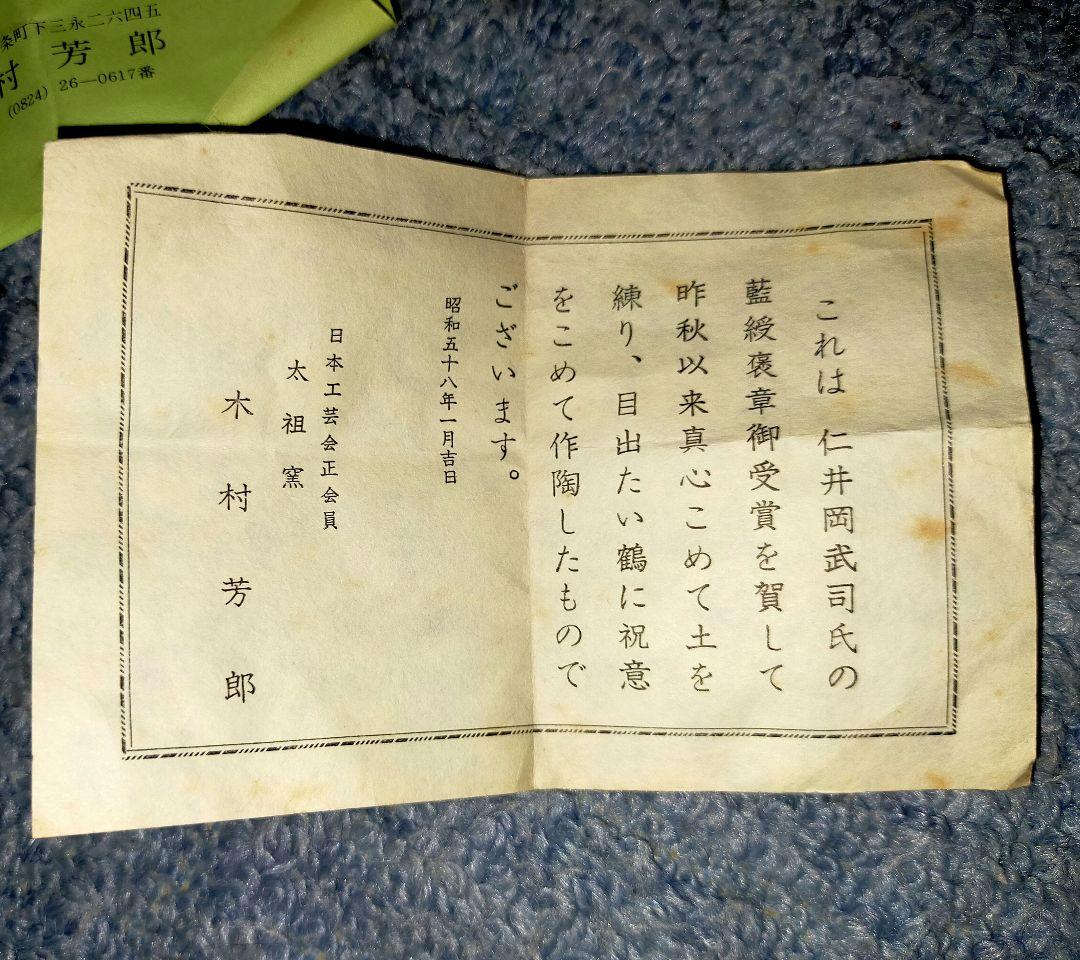 これは 仁井岡武司氏の
藍綬褒章御受賞を賀して
昨秋以来真心こめて土を
練り、目出たい鶴に祝意
をこめて作陶したもので
ございます。
昭和五十八年一月吉日
日本工芸会正会員
太祖窯
木村芳郎
条町下三永二六四五
村芳郎
(0824) 26―0617番